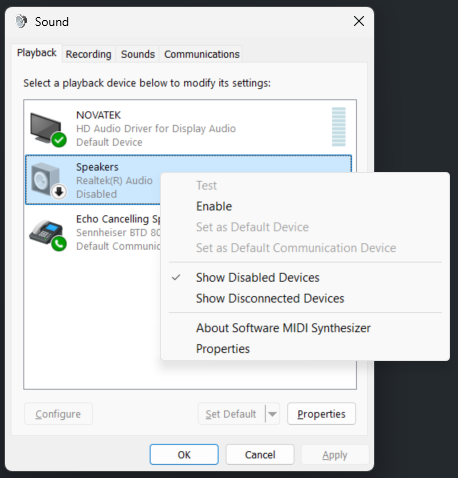 Sound
Playback Recording Sounds Communications
Select a playback device below to modify its settings:
NOVATEK
HD Audio Driver for Display Audio
Default Device
Speakers
Realtek(R) Audio
Disabled
Echo Cancelling Sp
Sennheiser BTD 80
Default Communic
Test
Enable
Set as Default Device
Set as Default Communication Device
Show Disabled Devices
Show Disconnected Devices
About Software MIDI Synthesizer
Properties
Configure Set Default Properties
OK Cancel Apply